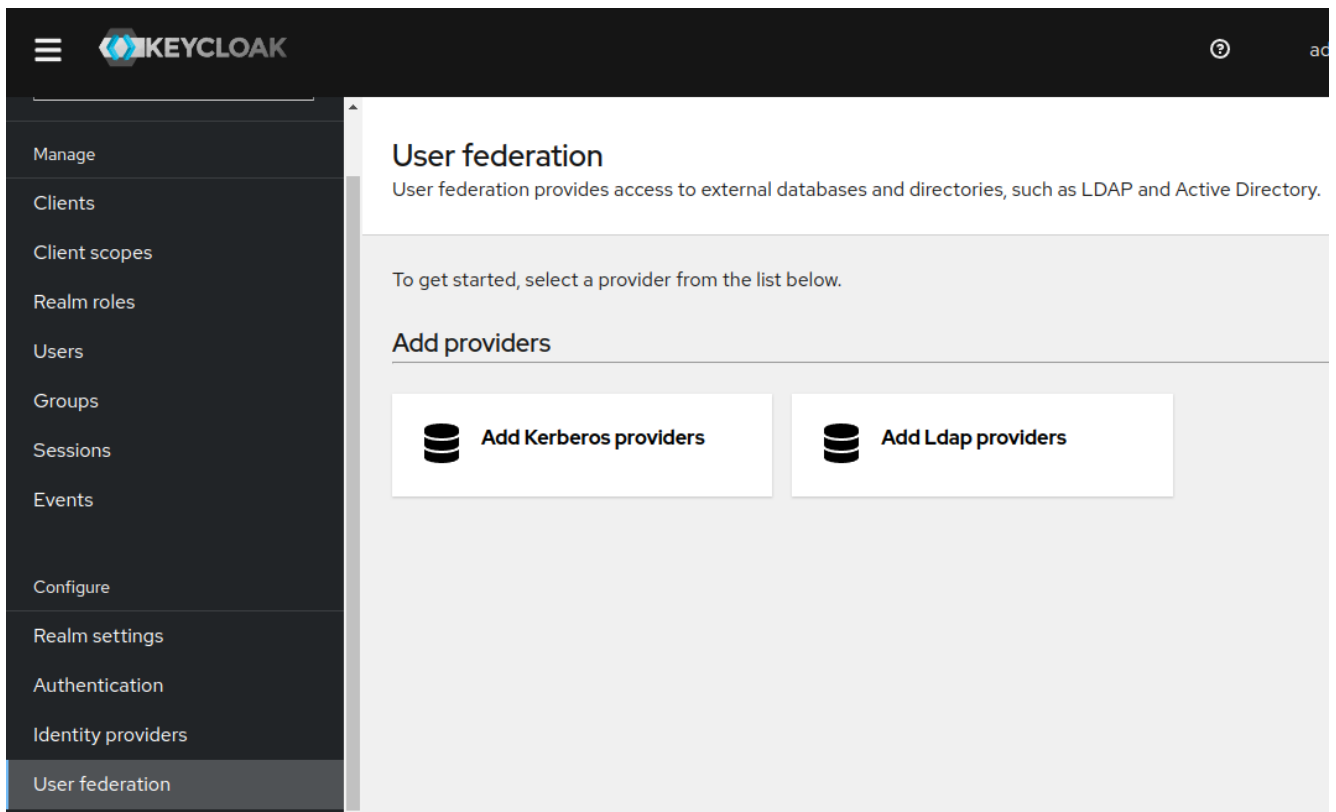 KEYCLOAK
Manage
Clients
Client scopes
Realm roles
Users
Groups
Sessions
Events
Configure
Realm settings
Authentication
Identity providers
User federation
User federation
User federation provides access to external databases and directories, such as LDAP and Active Directory.
To get started, select a provider from the list below.
Add providers
Add Kerberos providers
Add Ldap providers